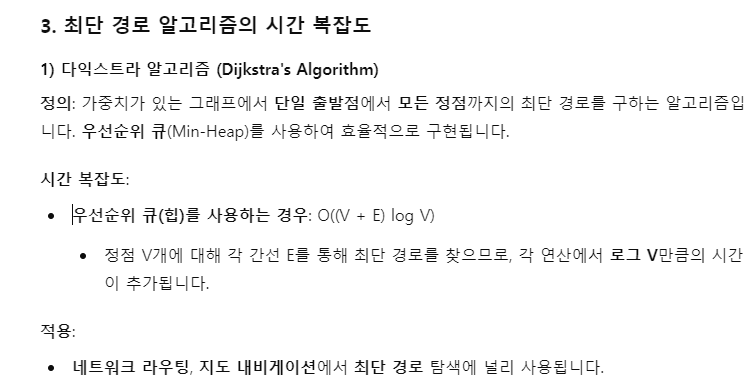 3. 최단 경로 알고리즘의 시간 복잡도
1) 다익스트라 알고리즘 (Dijkstra's Algorithm)
정의: 가중치가 있는 그래프에서 단일 출발점에서 모든 정점까지의 최단 경로를 구하는 알고리즘입
니다. 우선순위 큐(Min-Heap)를 사용하여 효율적으로 구현됩니다.
시간 복잡도:
• 우선순위 큐(힙)를 사용하는 경우: O((V + E) log V)
• 정점 V개에 대해 각 간선 E를 통해 최단 경로를 찾으므로, 각 연산에서 로그 V만큼의 시간
이 추가됩니다.
적용:
• 네트워크 라우팅, 지도 내비게이션에서 최단 경로 탐색에 널리 사용됩니다.